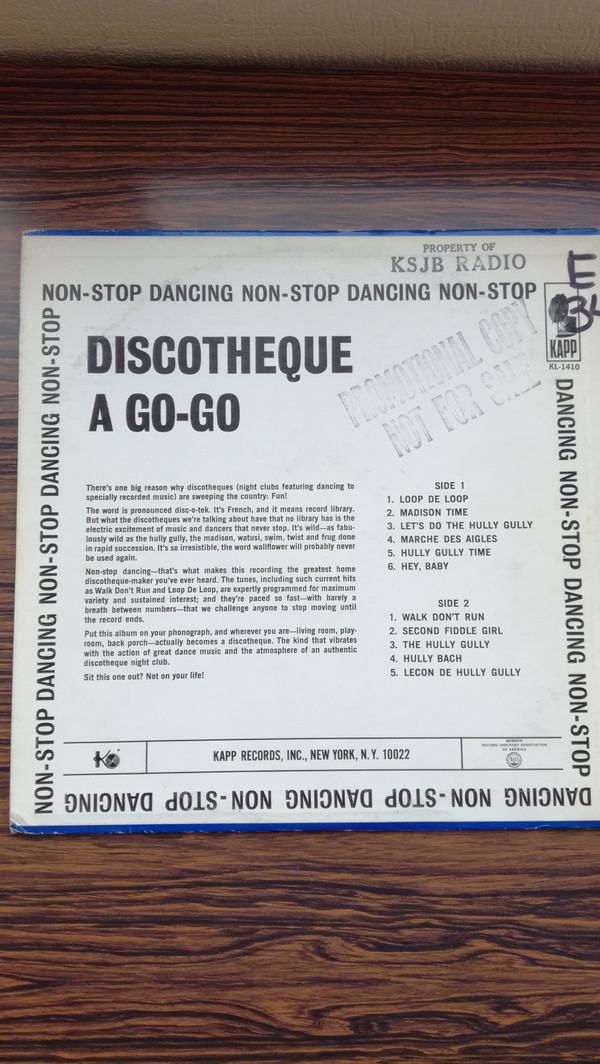 PROPERTY OF
KSJB RADIO
E
34
NON-STOP DANCING NON-STOP DANCING NON-STOP
KAPP
KL-1410
DISCOTHEQUE
A GO-GO
PROMOTIONAL COPY
NOT FOR SALE
There's one big reason why discotheques (night clubs featuring dancing to
specially recorded music) are sweeping the country: Fun!
The word is pronounced disc-o-tek. It's French, and it means record library.
But what the discotheques we're talking about have that no library has is the
electric excitement of music and dancers that never stop. It's wild—as fabu-
lously wild as the hully gully, the madison, watusi, swim, twist and frug done
in rapid succession. It's so irresistible, the word wallflower will probably never
be used again.
Non-stop dancing—that's what makes this recording the greatest home
discotheque-maker you've ever heard. The tunes, including such current hits
as Walk Don't Run and Loop De Loop, are expertly programmed for maximum
variety and sustained interest; and they're paced so fast—with barely a
breath between numbers—that we challenge anyone to stop moving until
the record ends.
Put this album on your phonograph, and wherever you are—living room, play-
room, back porch—actually becomes a discotheque. The kind that vibrates
with the action of great dance music and the atmosphere of an authentic
discotheque night club.
Sit this one out? Not on your life!
SIDE 1
1. LOOP DE LOOP
2. MADISON TIME
3. LET'S DO THE HULLY GULLY
4. MARCHE DES AIGLES
5. HULLY GULLY TIME
6. HEY, BABY
SIDE 2
1. WALK DON'T RUN
2. SECOND FIDDLE GIRL
3. THE HULLY GULLY
4. HULLY BACH
5. LECON DE HULLY GULLY
DANCING NON-STOP DANCING NON-STOP
KAPP RECORDS, INC., NEW YORK, N.Y. 10022
MEMBER
RECORD INDUSTRY ASSOCIATION
OF AMERICA
DANCING NON-STOP DANCING NON-STOP DANCING
NON-STOP DANCING NON-STOP DANCING NON-STOP